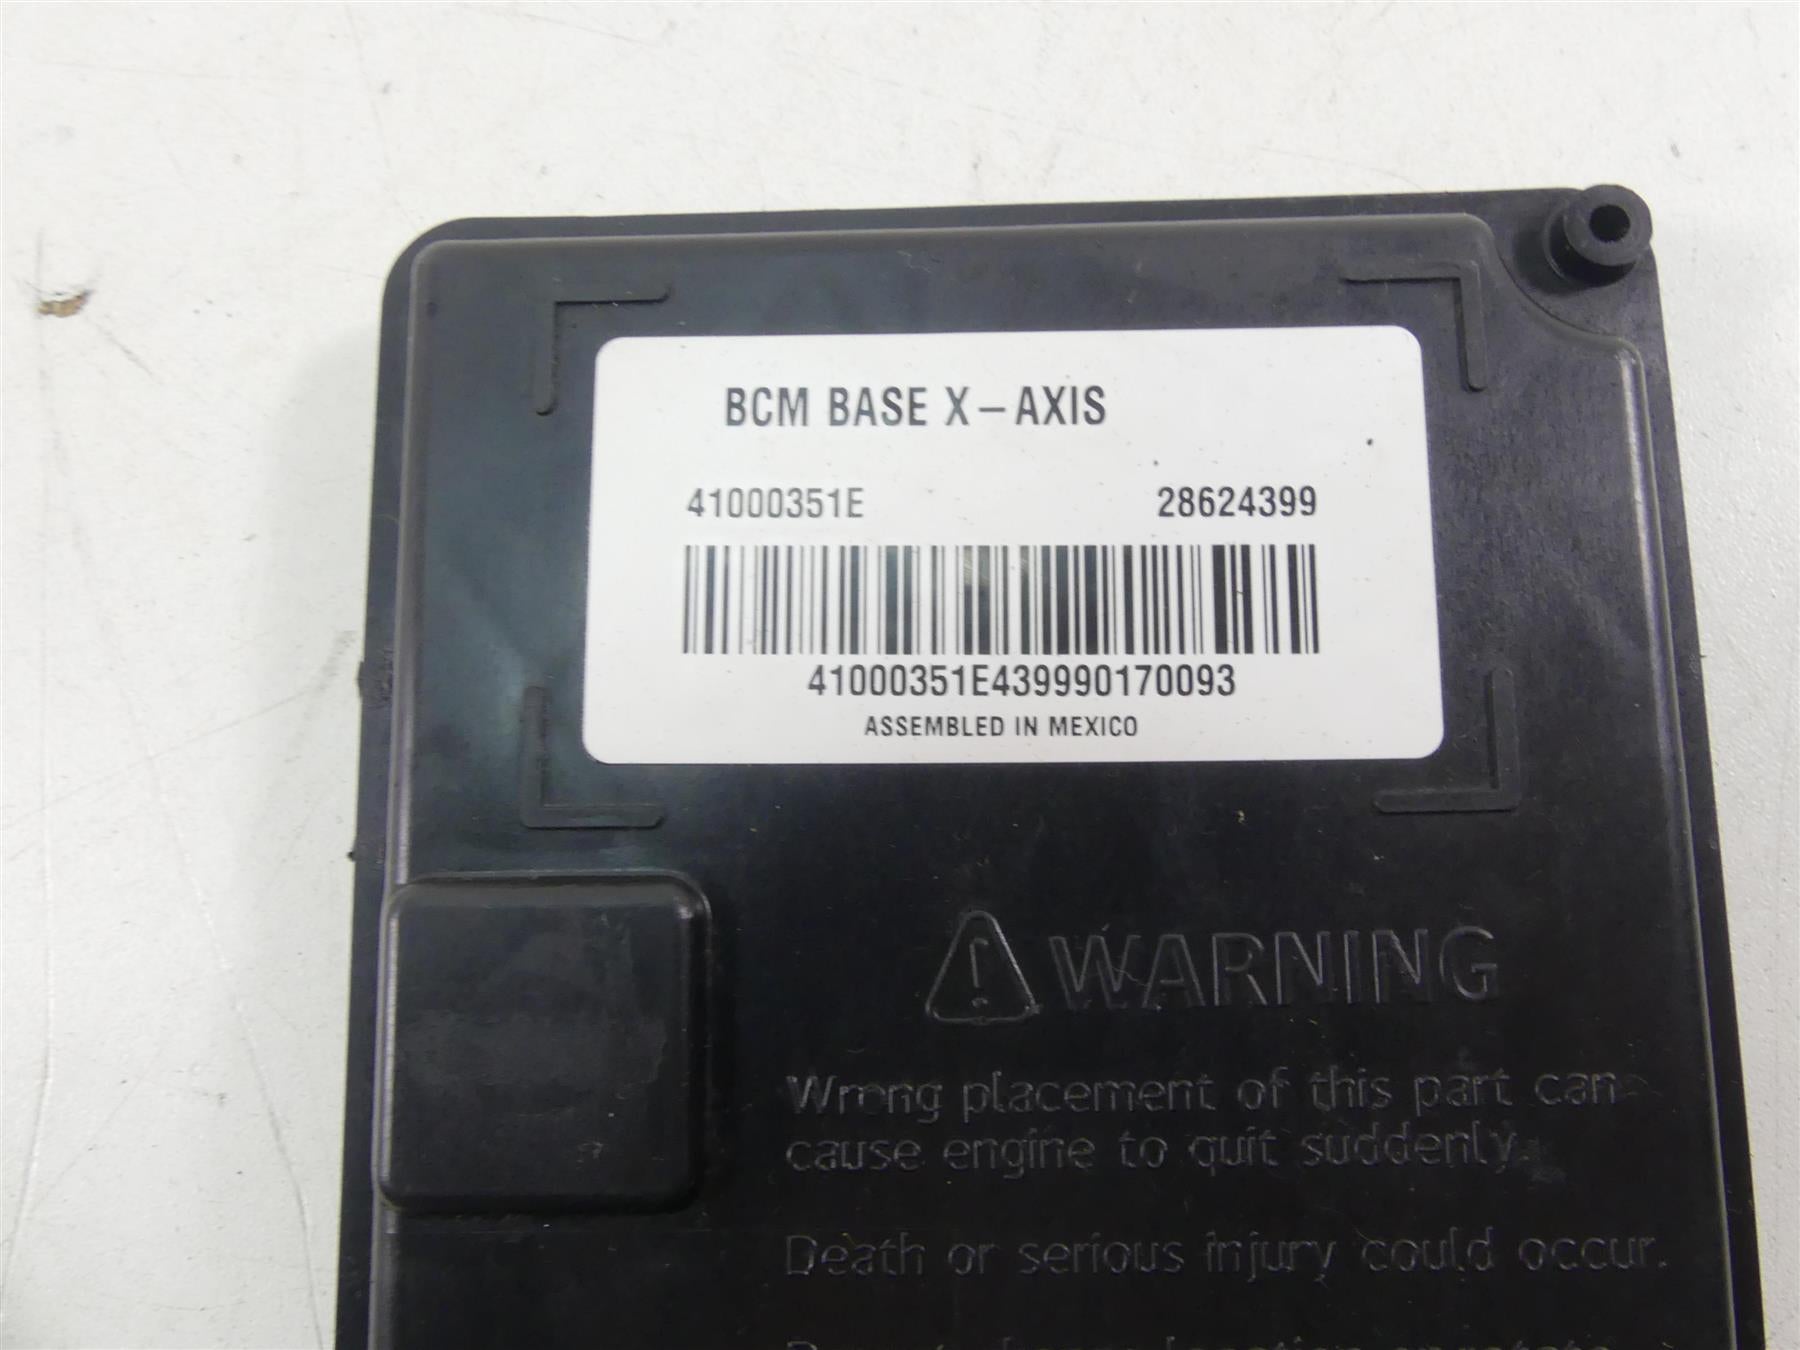 BCM BASE X-AXIS
41000351E 28624399
41000351E439990170093
ASSEMBLED IN MEXICO
WARNING
Wrong placement of this part can
cause engine to quit suddenly.
Death or serious injury could occur.